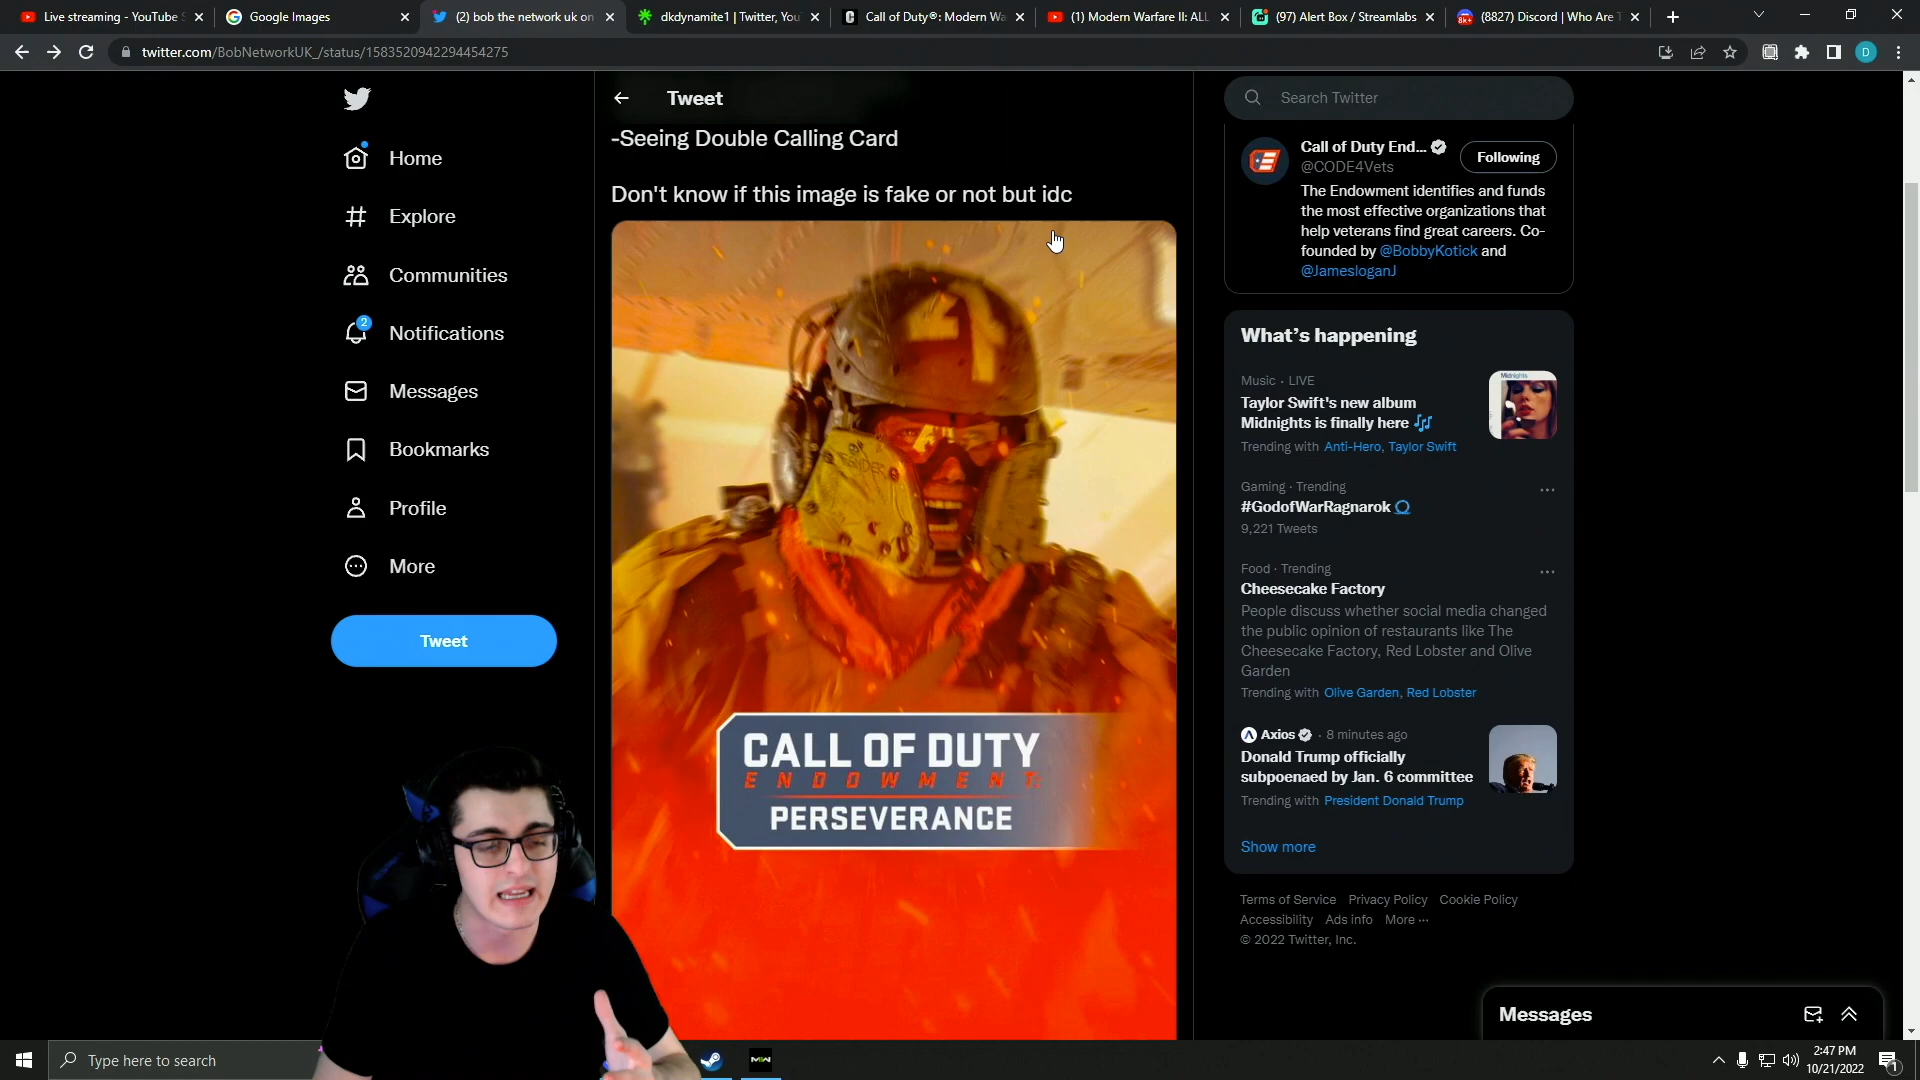 Live streaming - YouTube S
Google Images
(2) bob the network uk on
dkdynamite1 | Twitter, You
Call of Duty®: Modern Wa
(1) Modern Warfare II: ALL
(97) Alert Box / Streamlabs
(8827) Discord | Who Are T
twitter.com/BobNetworkUK_/status/1583520942294454275
D
Tweet
-Seeing Double Calling Card
Don't know if this image is fake or not but idc
Home
Explore
Communities
2
Notifications
Messages
Bookmarks
Profile
More
Tweet
21
CALL OF DUTY
ENDOWMENT:
PERSEVERANCE
Search Twitter
Call of Duty End...
@CODE4Vets
Following
The Endowment identifies and funds
the most effective organizations that
help veterans find great careers. Co-
founded by @BobbyKotick and
@JamesloganJ
What's happening
Music · LIVE
Taylor Swift's new album
Midnights is finally here
Trending with Anti-Hero, Taylor Swift
Midnights
Gaming · Trending
#GodofWarRagnarok
9,221 Tweets
Food · Trending
Cheesecake Factory
People discuss whether social media changed
the public opinion of restaurants like The
Cheesecake Factory, Red Lobster and Olive
Garden
Trending with Olive Garden, Red Lobster
Axios · 8 minutes ago
Donald Trump officially
subpoenaed by Jan. 6 committee
Trending with President Donald Trump
Show more
Terms of Service Privacy Policy Cookie Policy
Accessibility Ads info More ···
© 2022 Twitter, Inc.
Messages
Type here to search
MW
2:47 PM
10/21/2022
1